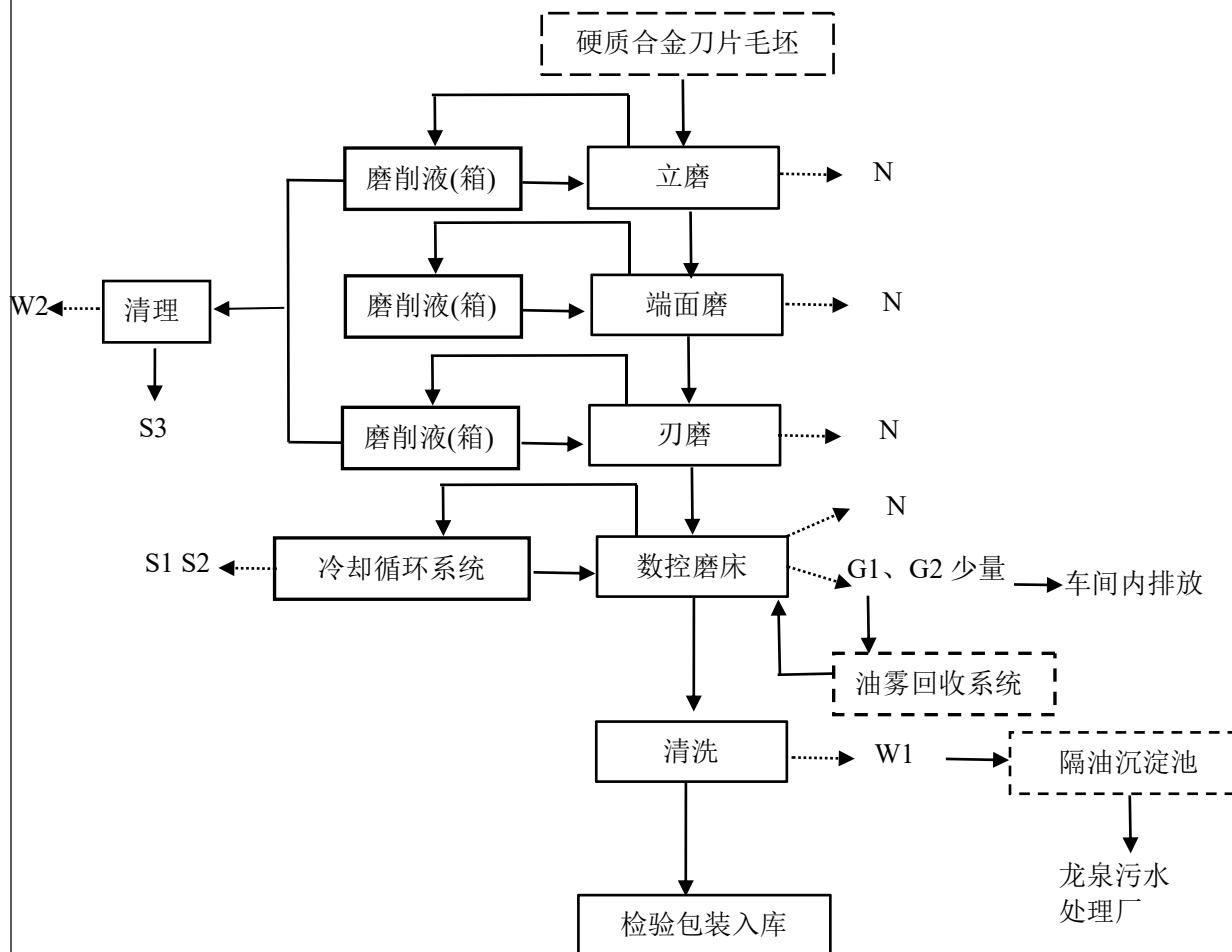 硬质合金刀片毛坯
磨削液(箱)
立磨
N
W2
清理
磨削液(箱)
端面磨
N
S3
磨削液(箱)
刃磨
N
N
S1 S2
冷却循环系统
数控磨床
G1、G2 少量
车间内排放
油雾回收系统
清洗
W1
隔油沉淀池
龙泉污水
处理厂
检验包装入库